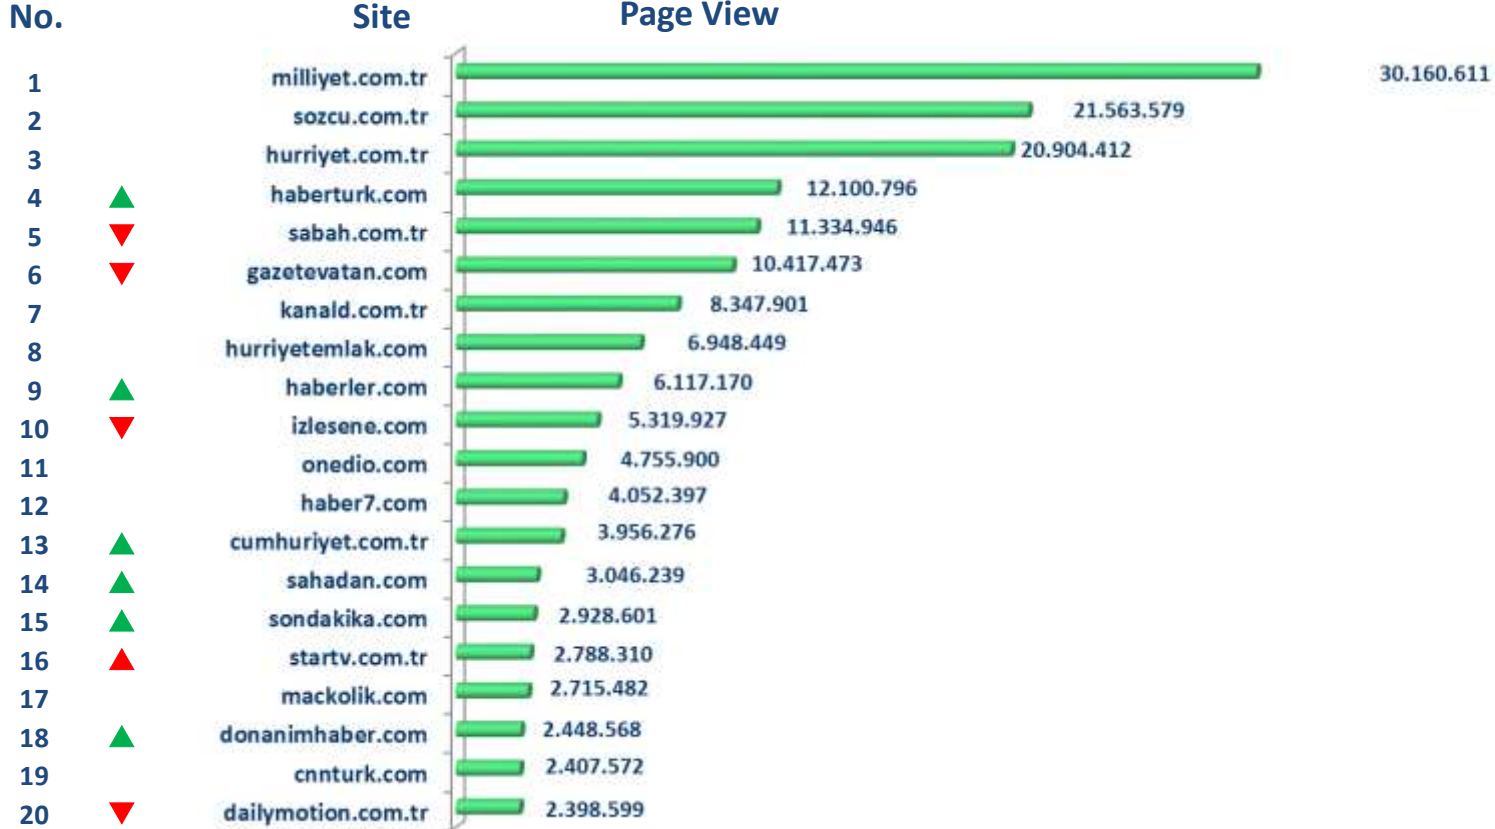 No. Site Page View
1 milliyet.com.tr 30.160.611
2 sozcu.com.tr 21.563.579
3 hurriyet.com.tr 20.904.412
4 haberturk.com 12.100.796
5 sabah.com.tr 11.334.946
6 gazetevatan.com 10.417.473
7 kanald.com.tr 8.347.901
8 hurriyetemlak.com 6.948.449
9 haberler.com 6.117.170
10 izlesene.com 5.319.927
11 onedio.com 4.755.900
12 haber7.com 4.052.397
13 cumhuriyet.com.tr 3.956.276
14 sahadan.com 3.046.239
15 sondakika.com 2.928.601
16 startv.com.tr 2.788.310
17 mackolik.com 2.715.482
18 donanimhaber.com 2.448.568
19 cnnturk.com 2.407.572
20 dailymotion.com.tr 2.398.599